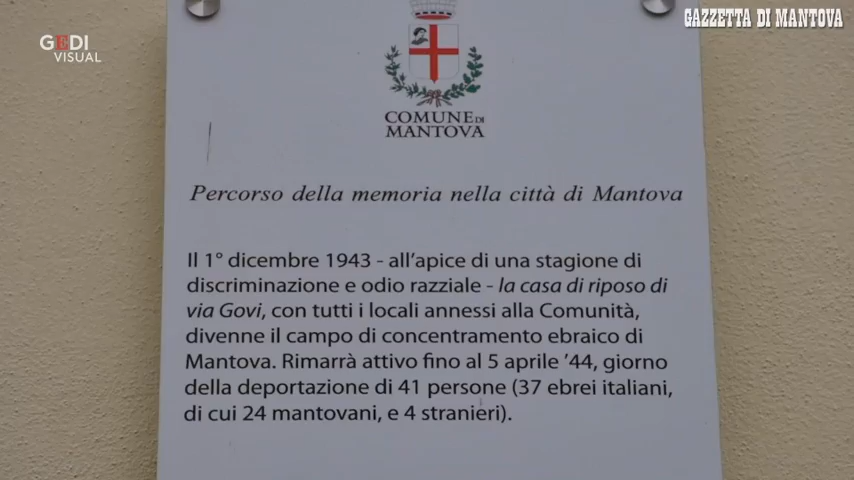 GEDI
VISUAL
GAZZETTA DI MANTOVA
COMUNE DI
MANTOVA
Percorso della memoria nella città di Mantova
Il 1° dicembre 1943 - all'apice di una stagione di
discriminazione e odio razziale - la casa di riposo di
via Govi, con tutti i locali annessi alla Comunità,
divenne il campo di concentramento ebraico di
Mantova. Rimarrà attivo fino al 5 aprile '44, giorno
della deportazione di 41 persone (37 ebrei italiani,
di cui 24 mantovani, e 4 stranieri).